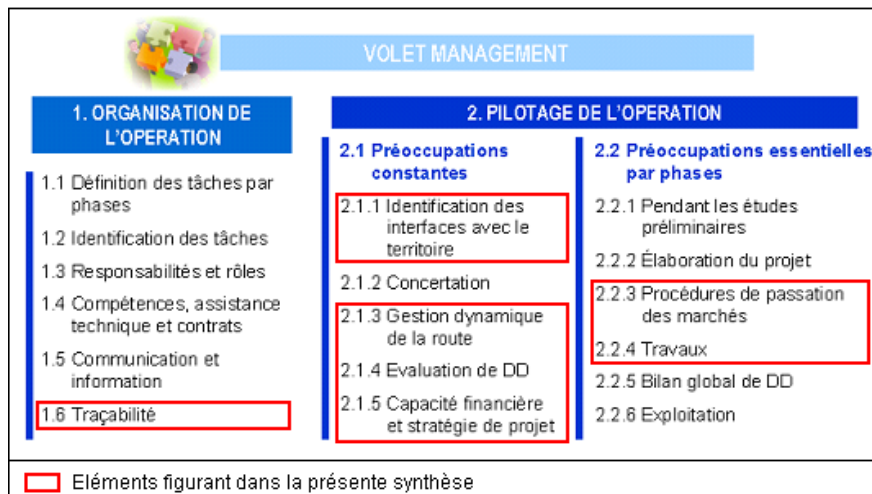 VOLET MANAGEMENT
1. ORGANISATION DE
L'OPERATION
1.1 Définition des tâches par
phases
1.2 Identification des tâches
1.3 Responsabilités et rôles
1.4 Compétences, assistance
technique et contrats
1.5 Communication et
information
1.6 Traçabilité
2. PILOTAGE DE L'OPERATION
2.1 Préoccupations
constantes
2.1.1 Identification des
interfaces avec le
territoire
2.1.2 Concertation
2.1.3 Gestion dynamique
de la route
2.1.4 Evaluation de DD
2.1.5 Capacité financière
et stratégie de projet
2.2 Préoccupations essentielles
par phases
2.2.1 Pendant les études
préliminaires
2.2.2 Élaboration du projet
2.2.3 Procédures de passation
des marchés
2.2.4 Travaux
2.2.5 Bilan global de DD
2.2.6 Exploitation
Eléments figurant dans la présente synthèse